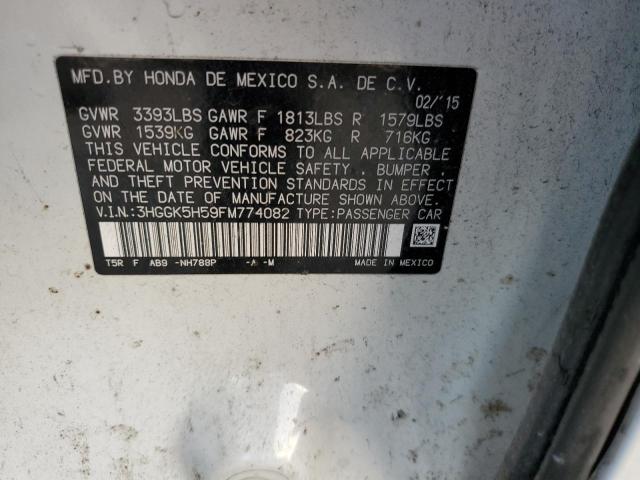 MFD.BY HONDA DE MEXICO S.A. DE C.V.
02/'15
GVWR 3393LBS GAWR F 1813LBS R 1579LBS
GVWR 1539KG GAWR F 823KG R 716KG
THIS VEHICLE CONFORMS TO ALL APPLICABLE
FEDERAL MOTOR VEHICLE SAFETY , BUMPER ,
AND THEFT PREVENTION STANDARDS IN EFFECT
ON THE DATE OF MANUFACTURE SHOWN ABOVE.
V.I.N:3HGGK5H59FM774082 TYPE:PASSENGER CAR
T5R F AB9 -NH788P -A -M MADE IN MEXICO